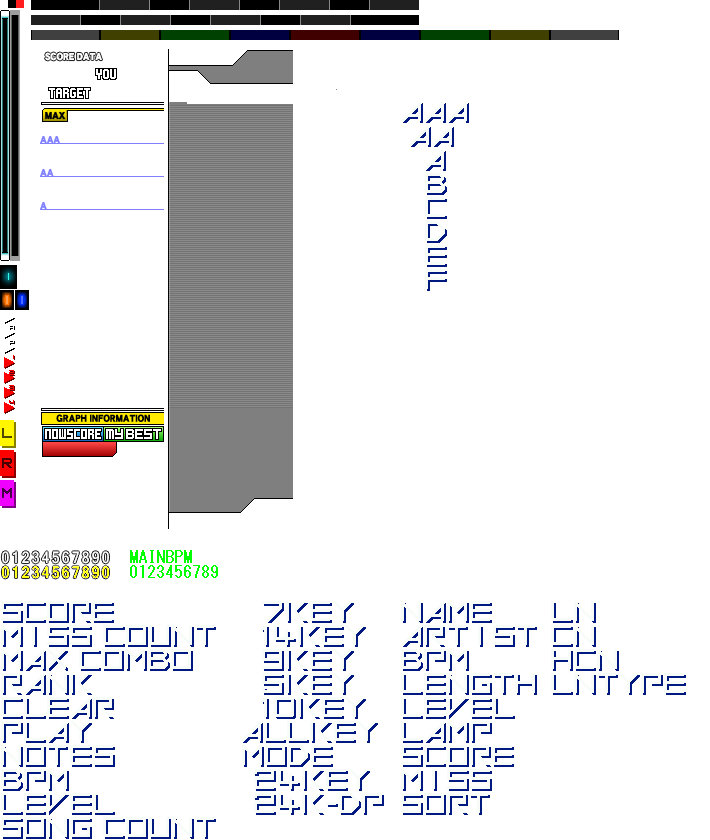 SCORE DATA
YOU
TARGET
MAX
AAA
AA
A
AAA
AA
A
B
C
D
E
F
GRAPH INFORMATION
NOWSCORE MY BEST
L
R
M
01234567890 MAINBPM
01234567890 0123456789
SCORE 7KEY NAME LN
MISS COUNT 14KEY ARTIST CN
MAX COMBO 9KEY BPM HCN
RANK 5KEY LENGTH LNTYPE
CLEAR 10KEY LEVEL
PLAY ALLKEY LAMP
NOTES MODE SCORE
BPM 24KEY MISS
LEVEL 24K-DP SORT
SONG COUNT